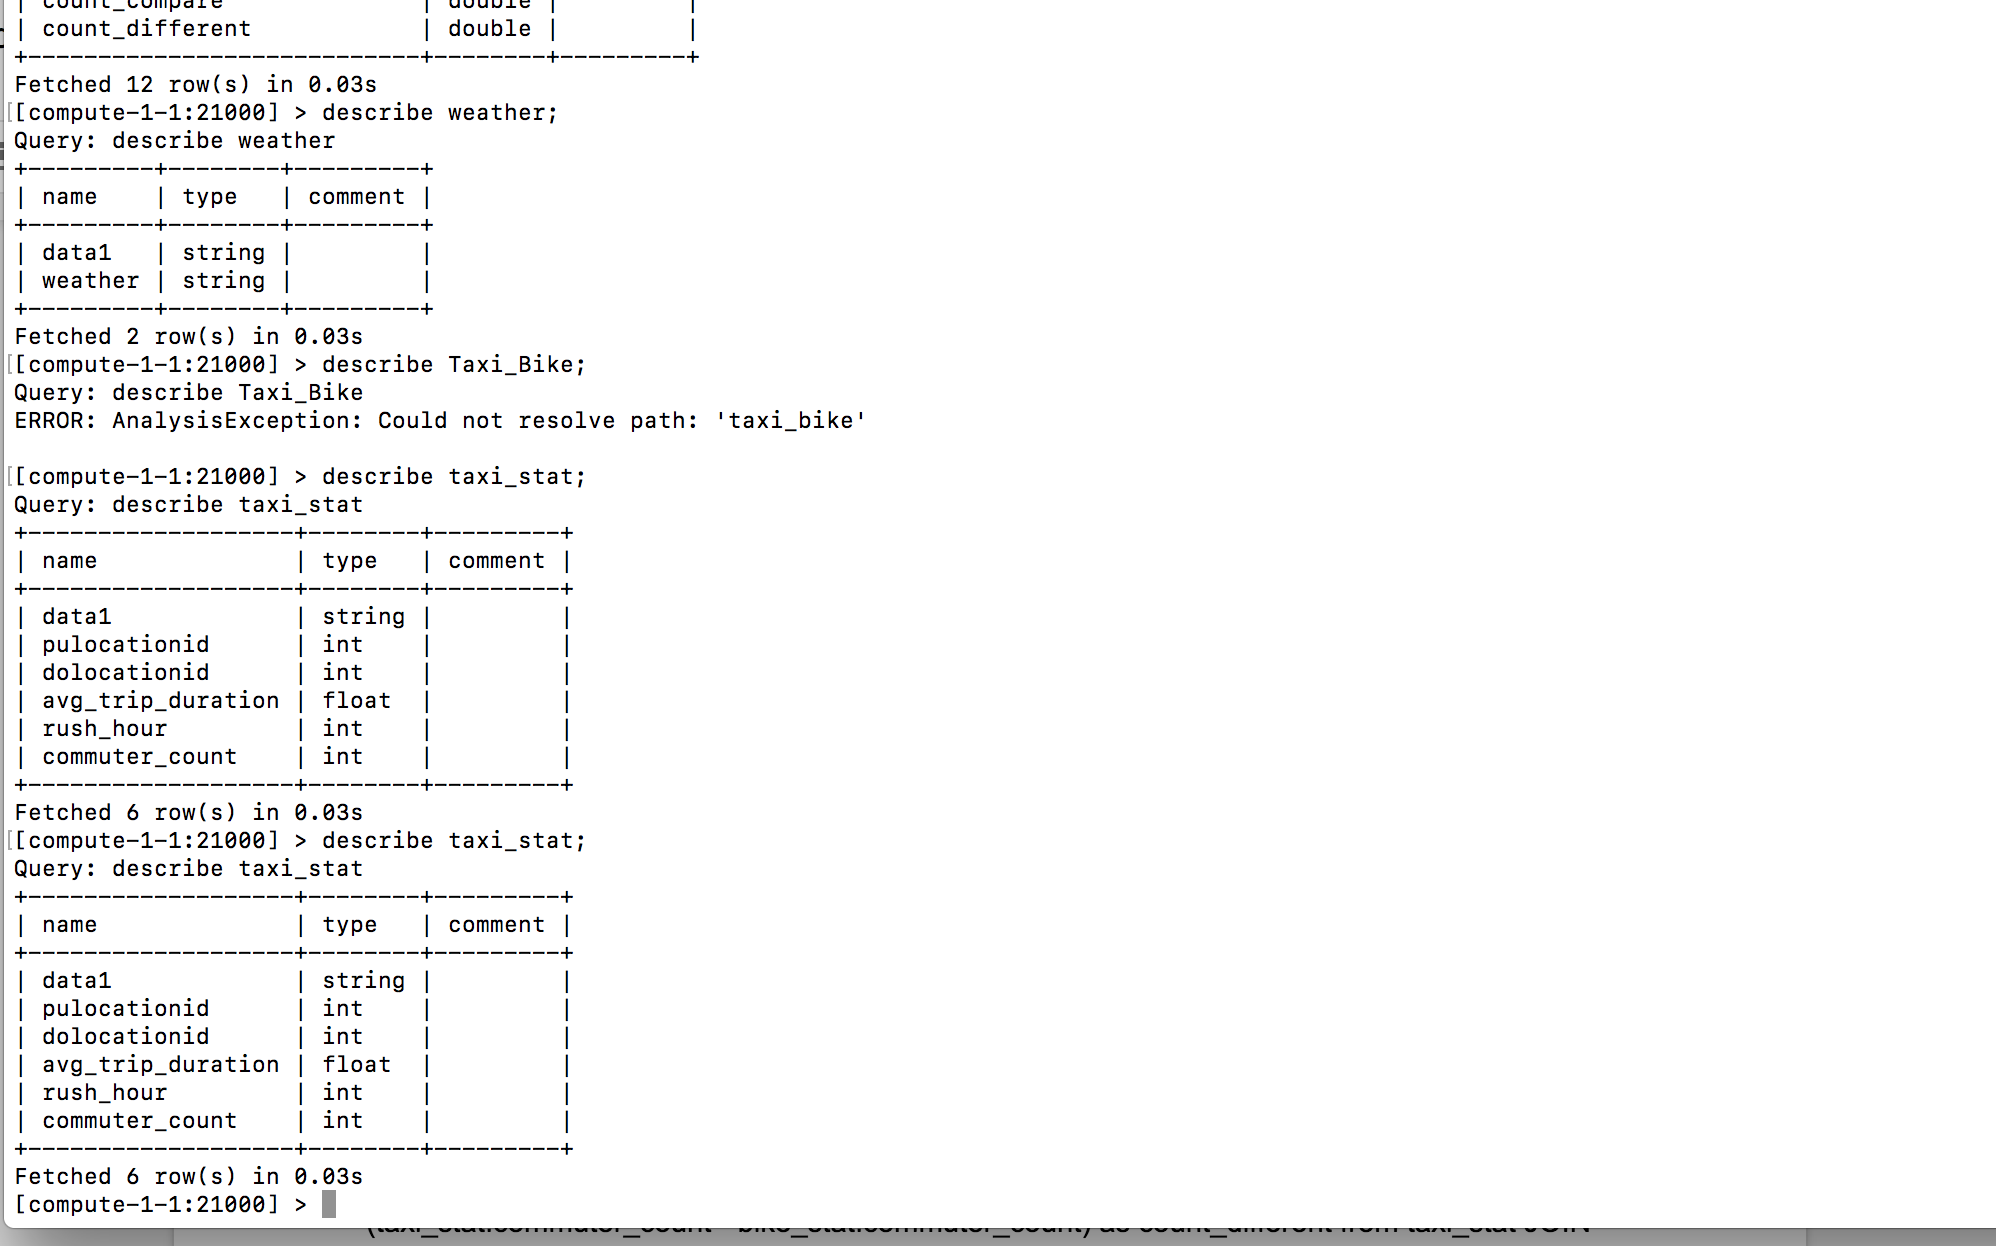 | count_compare               | double |         |
| count_different             | double |         |
+-----------------------------+--------+---------+
Fetched 12 row(s) in 0.03s
[[compute-1-1:21000] > describe weather;
Query: describe weather
+---------+--------+---------+
| name    | type   | comment |
+---------+--------+---------+
| data1   | string |         |
| weather | string |         |
+---------+--------+---------+
Fetched 2 row(s) in 0.03s
[[compute-1-1:21000] > describe Taxi_Bike;
Query: describe Taxi_Bike
ERROR: AnalysisException: Could not resolve path: 'taxi_bike'
[[compute-1-1:21000] > describe taxi_stat;
Query: describe taxi_stat
+-------------------+--------+---------+
| name              | type   | comment |
+-------------------+--------+---------+
| data1             | string |         |
| pulocationid      | int    |         |
| dolocationid      | int    |         |
| avg_trip_duration | float  |         |
| rush_hour         | int    |         |
| commuter_count    | int    |         |
+-------------------+--------+---------+
Fetched 6 row(s) in 0.03s
[[compute-1-1:21000] > describe taxi_stat;
Query: describe taxi_stat
+-------------------+--------+---------+
| name              | type   | comment |
+-------------------+--------+---------+
| data1             | string |         |
| pulocationid      | int    |         |
| dolocationid      | int    |         |
| avg_trip_duration | float  |         |
| rush_hour         | int    |         |
| commuter_count    | int    |         |
+-------------------+--------+---------+
Fetched 6 row(s) in 0.03s
[compute-1-1:21000] >
(taxi_stat.commuter_count - bike_stat.commuter_count) as count_different from taxi_stat JOIN